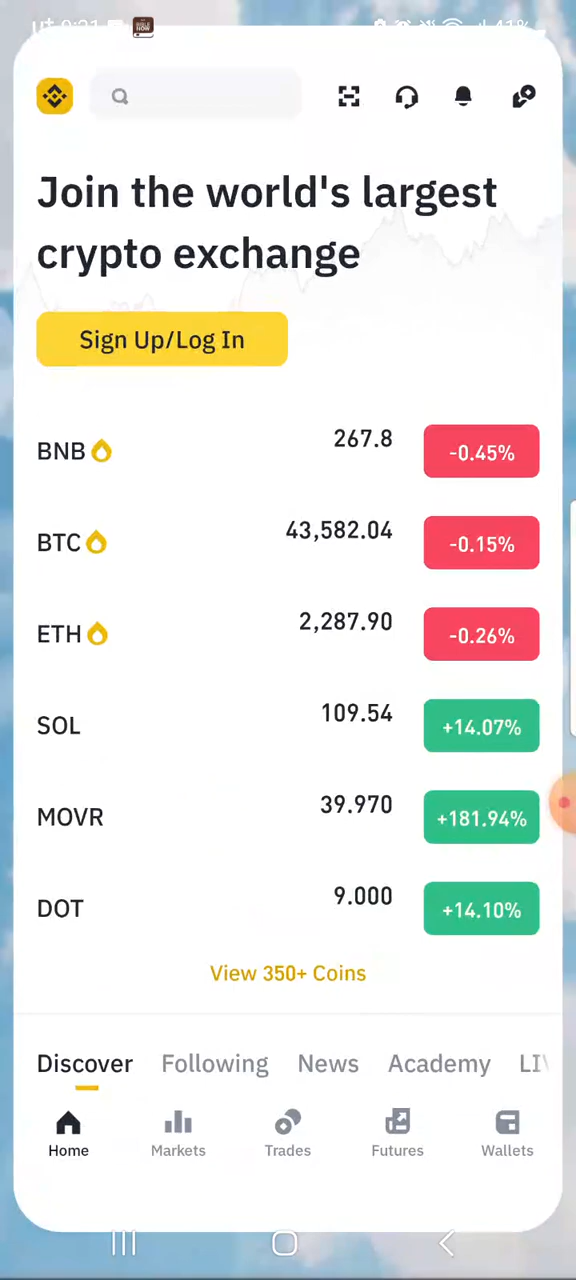 Join the world's largest
crypto exchange
Sign Up/Log In
BNB 267.8 -0.45%
BTC 43,582.04 -0.15%
ETH 2,287.90 -0.26%
SOL 109.54 +14.07%
MOVR 39.970 +181.94%
DOT 9.000 +14.10%
View 350+ Coins
Discover Following News Academy
Home Markets Trades Futures Wallets